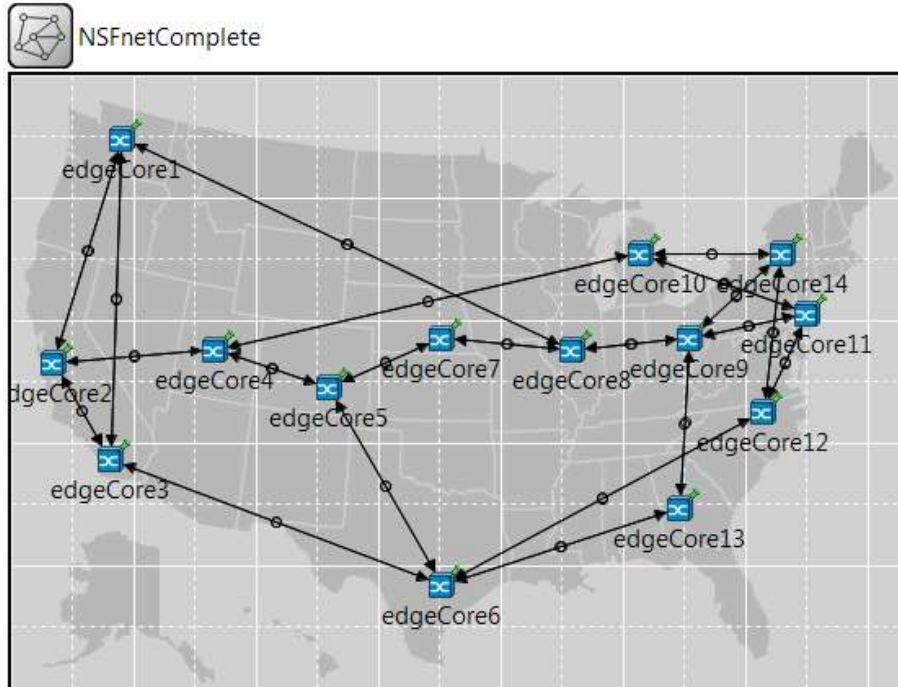 NSFnetComplete
edgeCore1
edgeCore10
edgeCore14
edgeCore11
edgeCore2
edgeCore4
edgeCore7
edgeCore8
edgeCore9
edgeCore5
edgeCore12
edgeCore3
edgeCore13
edgeCore6